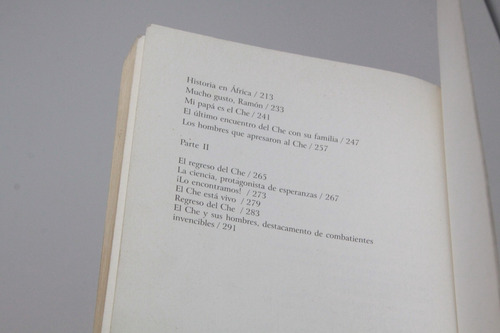 Historia en África / 213
Mucho gusto, Ramón / 233
Mi papá es el Che / 241
El último encuentro del Che con su familia / 247
Los hombres que apresaron al Che / 257
Parte II
El regreso del Che / 265
La ciencia, protagonista de esperanzas / 267
¡Lo encontramos! / 273
El Che está vivo / 279
Regreso del Che / 283
El Che y sus hombres, destacamento de combatientes
invencibles / 291